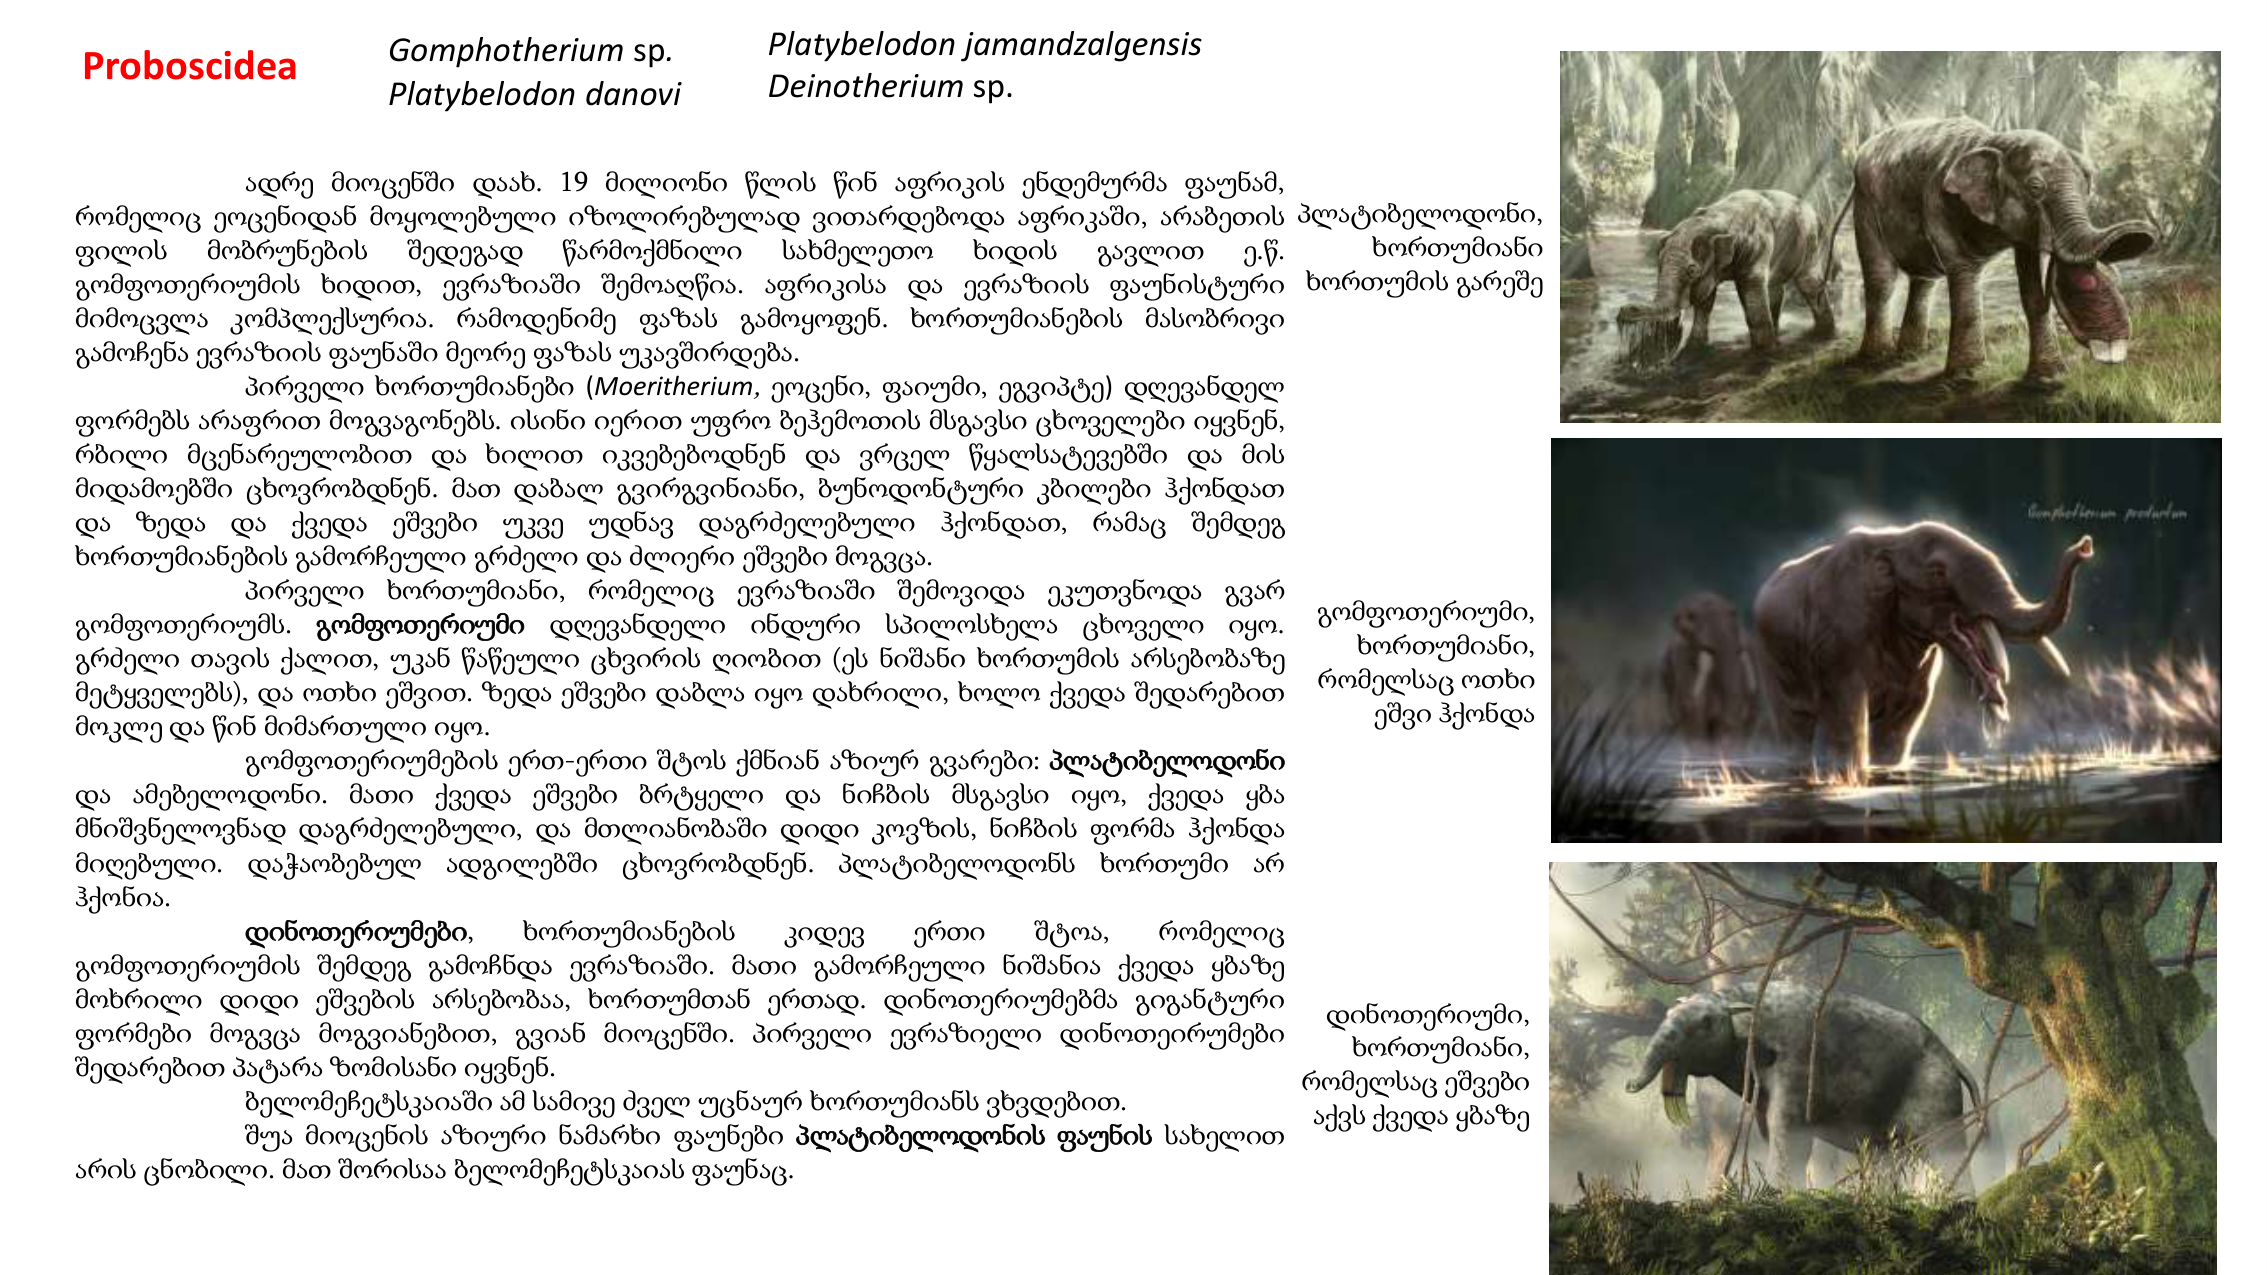 Proboscidea
Gomphotherium sp.
Platybelodon danovi
Platybelodon jamandzalgensis
Deinotherium sp.
ადრე მიოცენში დაახ. 19 მილიონი წლის წინ აფრიკის ენდემურმა ფაუნამ,
რომელიც ეოცენიდან მოყოლებული იზოლირებულად ვითარდებოდა აფრიკაში, არაბეთის
ფილის მობრუნების შედეგად წარმოქმნილი სახმელეთო ხიდის გავლით ე.წ.
გომფოთერიუმის ხიდით, ევრაზიაში შემოაღწია. აფრიკისა და ევრაზიის ფაუნისტური
მიმოცვლა კომპლექსურია. რამოდენიმე ფაზას გამოყოფენ. ხორთუმიანების მასობრივი
გამოჩენა ევრაზიის ფაუნაში მეორე ფაზას უკავშირდება.
პირველი ხორთუმიანები (Moeritherium, ეოცენი, ფაიუმი, ეგვიპტე) დღევანდელ
ფორმებს არაფრით მოგვაგონებს. ისინი იერით უფრო ბეჰემოთის მსგავსი ცხოველები იყვნენ,
რბილი მცენარეულობით და ხილით იკვებებოდნენ და ვრცელ წყალსატევებში და მის
მიდამოებში ცხოვრობდნენ. მათ დაბალ გვირგვინიანი, ბუნოდონტური კბილები ჰქონდათ
და ზედა და ქვედა ეშვები უკვე უდნავ დაგრძელებული ჰქონდათ, რამაც შემდეგ
ხორთუმიანების გამორჩეული გრძელი და ძლიერი ეშვები მოგვცა.
პირველი ხორთუმიანი, რომელიც ევრაზიაში შემოვიდა ეკუთვნოდა გვარ
გომფოთერიუმს. გომფოთერიუმი დღევანდელი ინდური სპილოსხელა ცხოველი იყო.
გრძელი თავის ქალით, უკან წაწეული ცხვირის ღიობით (ეს ნიშანი ხორთუმის არსებობაზე
მეტყველებს), და ოთხი ეშვით. ზედა ეშვები დაბლა იყო დახრილი, ხოლო ქვედა შედარებით
მოკლე და წინ მიმართული იყო.
გომფოთერიუმების ერთ-ერთი შტოს ქმნიან აზიურ გვარები: პლატიბელოდონი
და ამებელოდონი. მათი ქვედა ეშვები ბრტყელი და ნიჩბის მსგავსი იყო, ქვედა ყბა
მნიშვნელოვნად დაგრძელებული, და მთლიანობაში დიდი კოვზის, ნიჩბის ფორმა ჰქონდა
მიღებული. დაჭაობებულ ადგილებში ცხოვრობდნენ. პლატიბელოდონს ხორთუმი არ
ჰქონია.
დინოთერიუმები, ხორთუმიანების კიდევ ერთი შტოა, რომელიც
გომფოთერიუმის შემდეგ გამოჩნდა ევრაზიაში. მათი გამორჩეული ნიშანია ქვედა ყბაზე
მოხრილი დიდი ეშვების არსებობაა, ხორთუმთან ერთად. დინოთერიუმებმა გიგანტური
ფორმები მოგვცა მოგვიანებით, გვიან მიოცენში. პირველი ევრაზიელი დინოთეირუმები
შედარებით პატარა ზომისანი იყვნენ.
ბელომეჩეტსკაიაში ამ სამივე ძველ უცნაურ ხორთუმიანს ვხვდებით.
შუა მიოცენის აზიური ნამარხი ფაუნები პლატიბელოდონის ფაუნის სახელით
არის ცნობილი. მათ შორისაა ბელომეჩეტსკაიას ფაუნაც.
პლატიბელოდონი,
ხორთუმიანი
ხორთუმის გარეშე
გომფოთერიუმი,
ხორთუმიანი,
რომელსაც ოთხი
ეშვი ჰქონდა
Gomphotherium productum
დინოთერიუმი,
ხორთუმიანი,
რომელსაც ეშვები
აქვს ქვედა ყბაზე